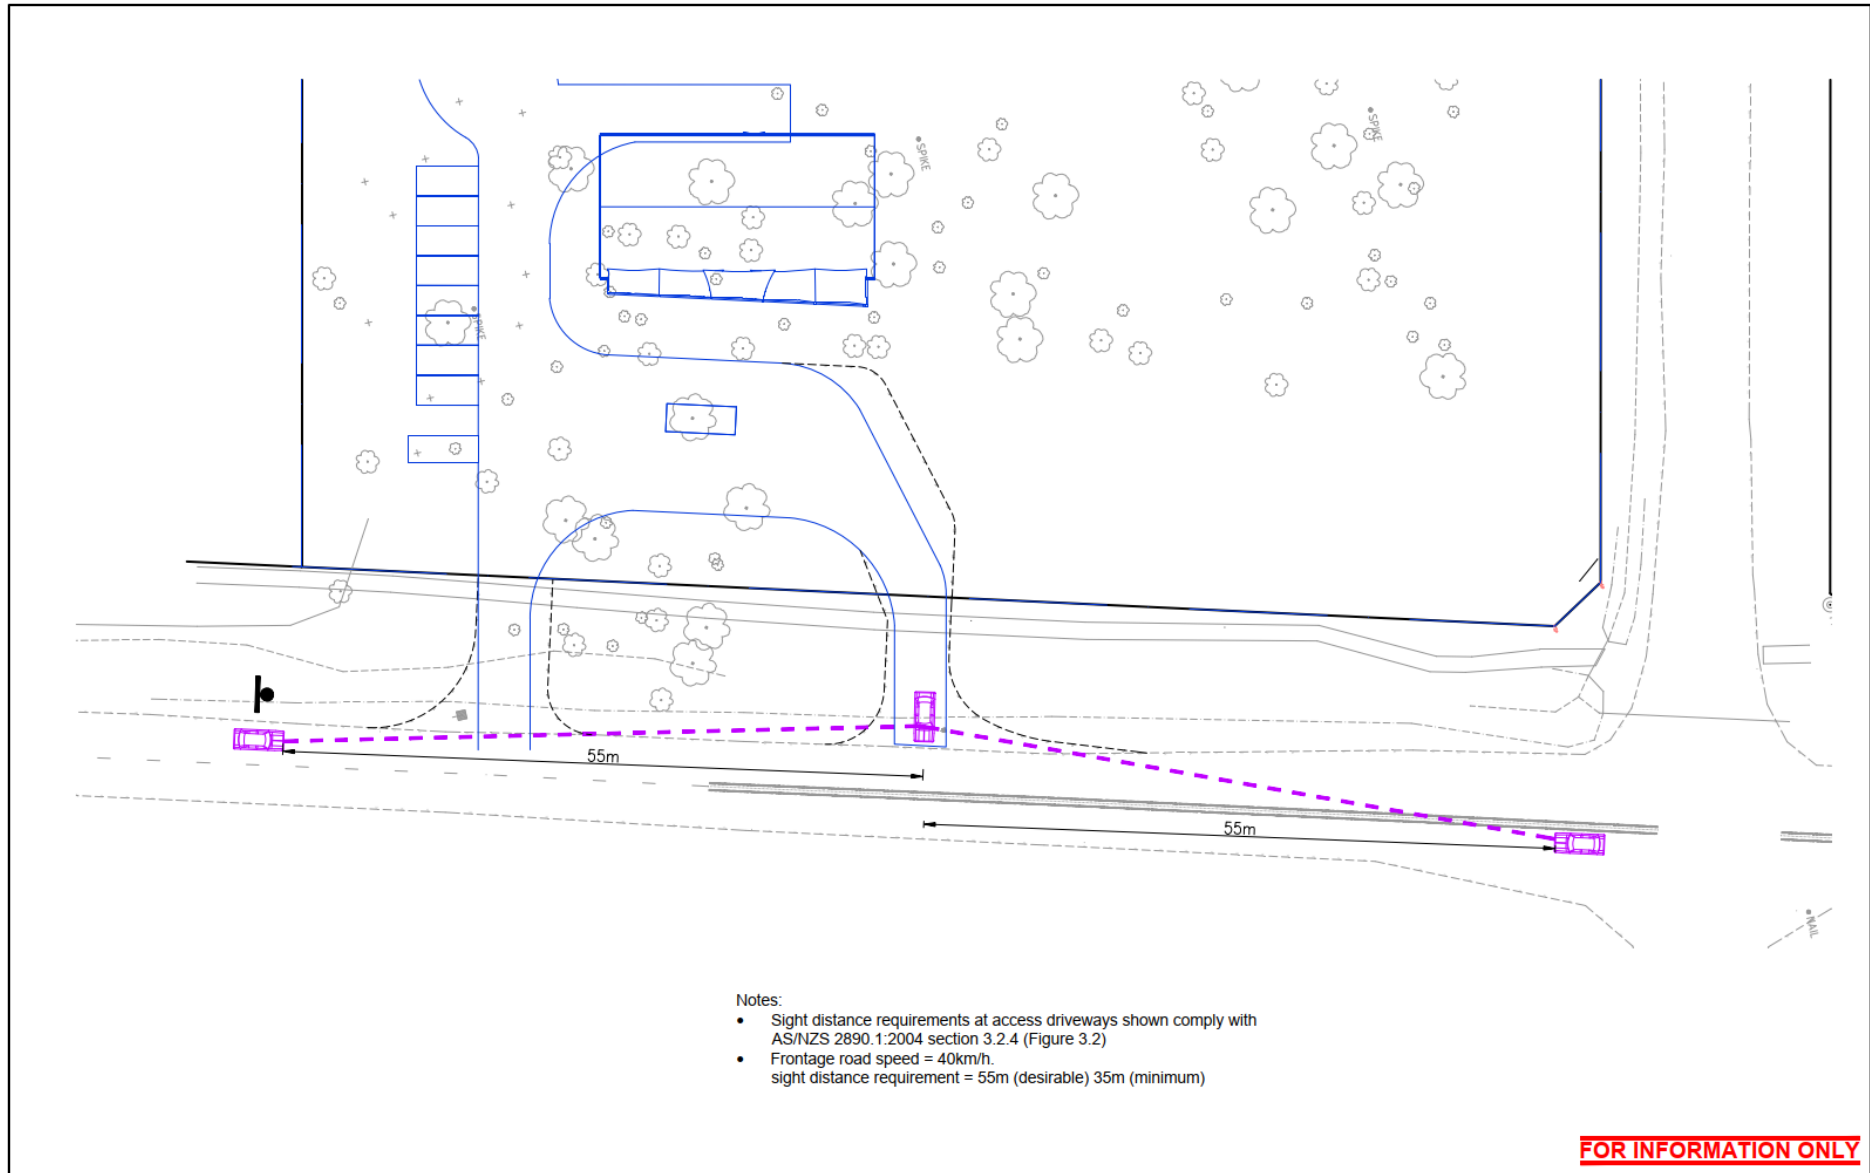 SPIKE
SPIKE
SPIKE
55m
55m
NAIL
Notes:
• Sight distance requirements at access driveways shown comply with
AS/NZS 2890.1:2004 section 3.2.4 (Figure 3.2)
• Frontage road speed = 40km/h.
sight distance requirement = 55m (desirable) 35m (minimum)
FOR INFORMATION ONLY